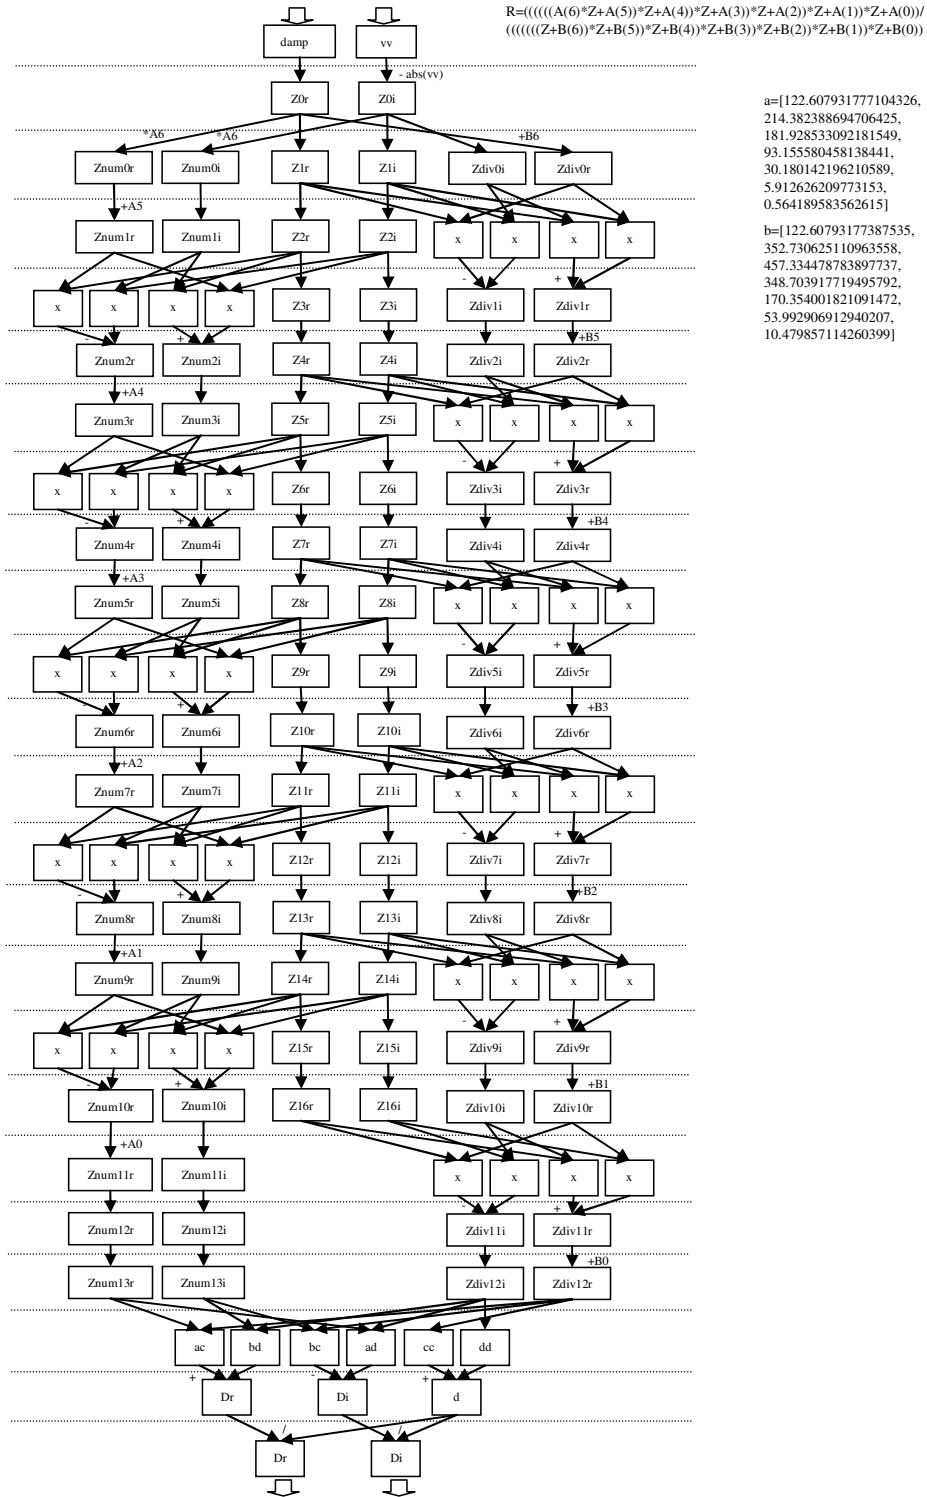 R=((((((A(6)*Z+A(5))*Z+A(4))*Z+A(3))*Z+A(2))*Z+A(1))*Z+A(0))/
(((((((Z+B(6))*Z+B(5))*Z+B(4))*Z+B(3))*Z+B(2))*Z+B(1))*Z+B(0))
damp vv
- abs(vv)
Z0r Z0i
a=[122.607931777104326,
214.382388694706425,
181.928533092181549,
93.155580458138441,
30.180142196210589,
5.912626209773153,
0.564189583562615]
b=[122.60793177387535,
352.730625110963558,
457.334478783897737,
348.703917719495792,
170.354001821091472,
53.992906912940207,
10.479857114260399]
*A6 *A6 +B6
Znum0r Znum0i Z1r Z1i Zdiv0i Zdiv0r
+A5
Znum1r Znum1i Z2r Z2i x x x x
- +
x x x x Z3r Z3i Zdiv1i Zdiv1r
- + +B5
Znum2r Znum2i Z4r Z4i Zdiv2i Zdiv2r
+A4
Znum3r Znum3i Z5r Z5i x x x x
- +
x x x x Z6r Z6i Zdiv3i Zdiv3r
- + +B4
Znum4r Znum4i Z7r Z7i Zdiv4i Zdiv4r
+A3
Znum5r Znum5i Z8r Z8i x x x x
- +
x x x x Z9r Z9i Zdiv5i Zdiv5r
- + +B3
Znum6r Znum6i Z10r Z10i Zdiv6i Zdiv6r
+A2
Znum7r Znum7i Z11r Z11i x x x x
- +
x x x x Z12r Z12i Zdiv7i Zdiv7r
- + +B2
Znum8r Znum8i Z13r Z13i Zdiv8i Zdiv8r
+A1
Znum9r Znum9i Z14r Z14i x x x x
- +
x x x x Z15r Z15i Zdiv9i Zdiv9r
- + +B1
Znum10r Znum10i Z16r Z16i Zdiv10i Zdiv10r
+A0
Znum11r Znum11i x x x x
- +
Znum12r Znum12i Zdiv11i Zdiv11r
+B0
Znum13r Znum13i Zdiv12i Zdiv12r
ac bd bc ad cc dd
+ - +
Dr Di d
/ /
Dr Di